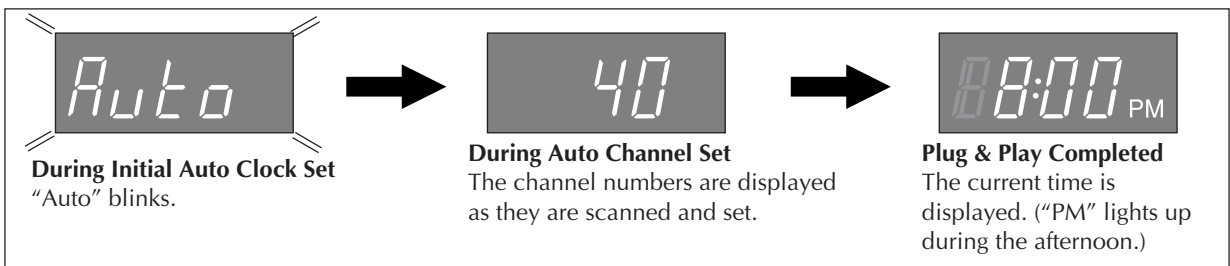 Auto
During Initial Auto Clock Set
“Auto” blinks.
40
During Auto Channel Set
The channel numbers are displayed
as they are scanned and set.
8:00 PM
Plug & Play Completed
The current time is
displayed. (“PM” lights up
during the afternoon.)